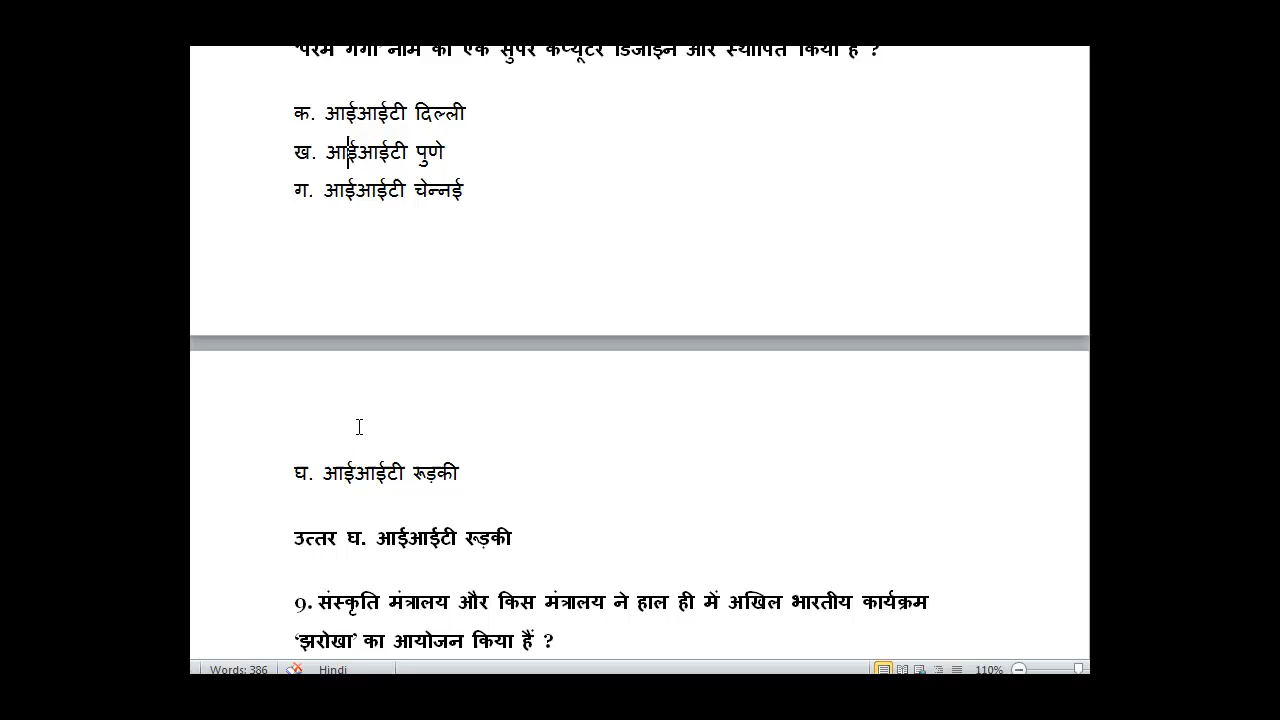 ‘परम गंगा’ नाम का एक सुपर कंप्यूटर डिजाइन और स्थापित किया है ?
क. आईआईटी दिल्ली
ख. आईआईटी पुणे
ग. आईआईटी चेन्नई
घ. आईआईटी रूड़की
उत्तर घ. आईआईटी रूड़की
9. संस्कृति मंत्रालय और किस मंत्रालय ने हाल ही में अखिल भारतीय कार्यक्रम
‘झरोखा’ का आयोजन किया हैं ?
Words: 386 Hindi 110%